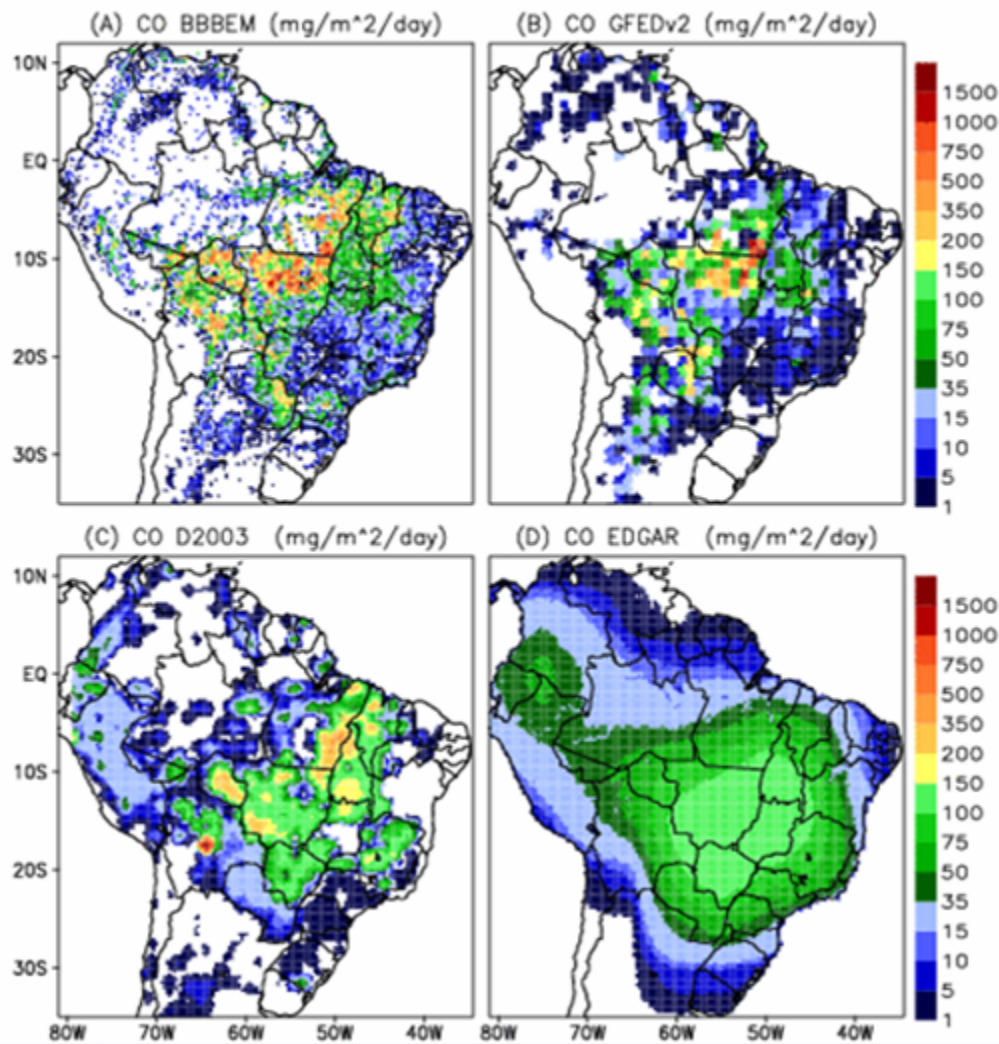 (A) CO BBBEM (mg/m^2/day)
(B) CO GFEDv2 (mg/m^2/day)
10N
EQ
10S
20S
30S
1500
1000
750
500
350
200
150
100
75
50
35
15
10
5
1
(C) CO D2003 (mg/m^2/day)
(D) CO EDGAR (mg/m^2/day)
10N
EQ
10S
20S
30S
1500
1000
750
500
350
200
150
100
75
50
35
15
10
5
1
80W 70W 60W 50W 40W
80W 70W 60W 50W 40W